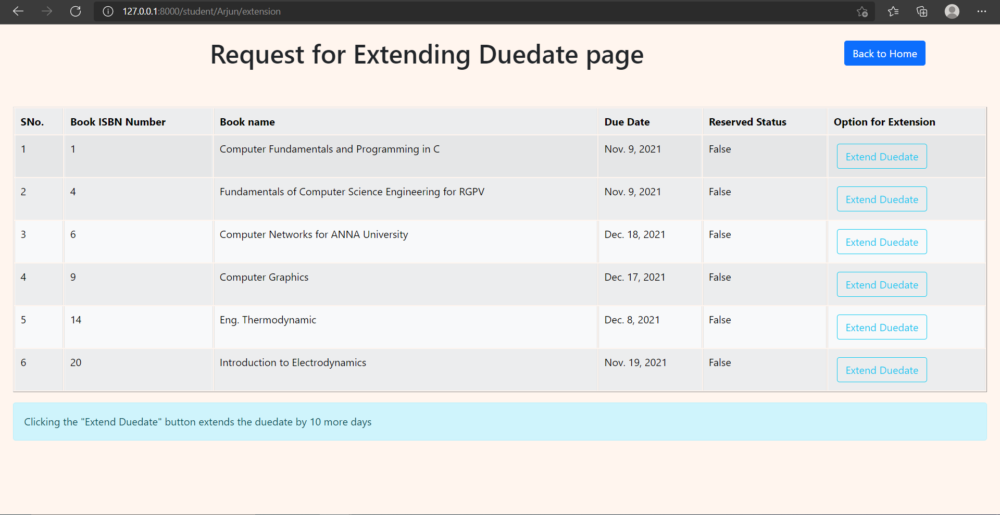 127.0.0.1:8000/student/Arjun/extension
Request for Extending Duedate page
Back to Home
SNo. Book ISBN Number Book name Due Date Reserved Status Option for Extension
1 1 Computer Fundamentals and Programming in C Nov. 9, 2021 False Extend Duedate
2 4 Fundamentals of Computer Science Engineering for RGPV Nov. 9, 2021 False Extend Duedate
3 6 Computer Networks for ANNA University Dec. 18, 2021 False Extend Duedate
4 9 Computer Graphics Dec. 17, 2021 False Extend Duedate
5 14 Eng. Thermodynamic Dec. 8, 2021 False Extend Duedate
6 20 Introduction to Electrodynamics Nov. 19, 2021 False Extend Duedate
Clicking the "Extend Duedate" button extends the duedate by 10 more days